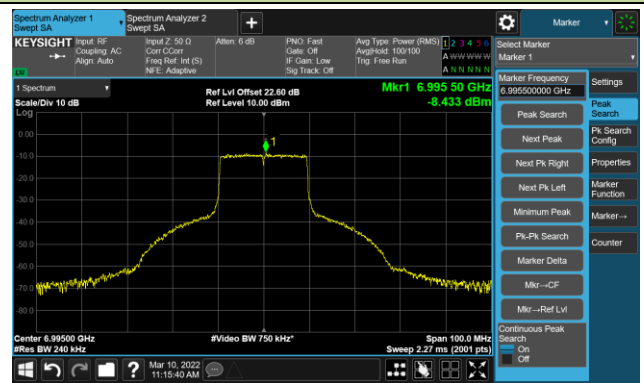 Spectrum Analyzer 1
Swept SA
Spectrum Analyzer 2
Swept SA
+
Marker
KEYSIGHT
Input: RF
Coupling: AC
Align: Auto
Input Z: 50 Ω
Corr CCorr
Freq Ref: Int (S)
NFE: Adaptive
Atten: 6 dB
PNO: Fast
Gate: Off
IF Gain: Low
Sig Track: Off
Avg Type: Power (RMS)
Avg|Hold: 100/100
Trig: Free Run
1 2 3 4 5 6
A W W W W W
A N N N N N
Select Marker
Marker 1
1 Spectrum
Scale/Div 10 dB
Log
Ref Lvl Offset 22.60 dB
Ref Level 10.00 dBm
Mkr1 6.995 50 GHz
-8.433 dBm
1
0.00
-10.0
-20.0
-30.0
-40.0
-50.0
-60.0
-70.0
-80.0
Center 6.99500 GHz
#Res BW 240 kHz
#Video BW 750 kHz*
Span 100.0 MHz
Sweep 2.27 ms (2001 pts)
Marker Frequency
6.995500000 GHz
Peak Search
Next Peak
Next Pk Right
Next Pk Left
Minimum Peak
Pk-Pk Search
Marker Delta
Mkr→CF
Mkr→Ref Lvl
Continuous Peak
Search
On
Off
Settings
Peak
Search
Pk Search
Config
Properties
Marker
Function
Marker→
Counter
?
Mar 10, 2022
11:15:40 AM